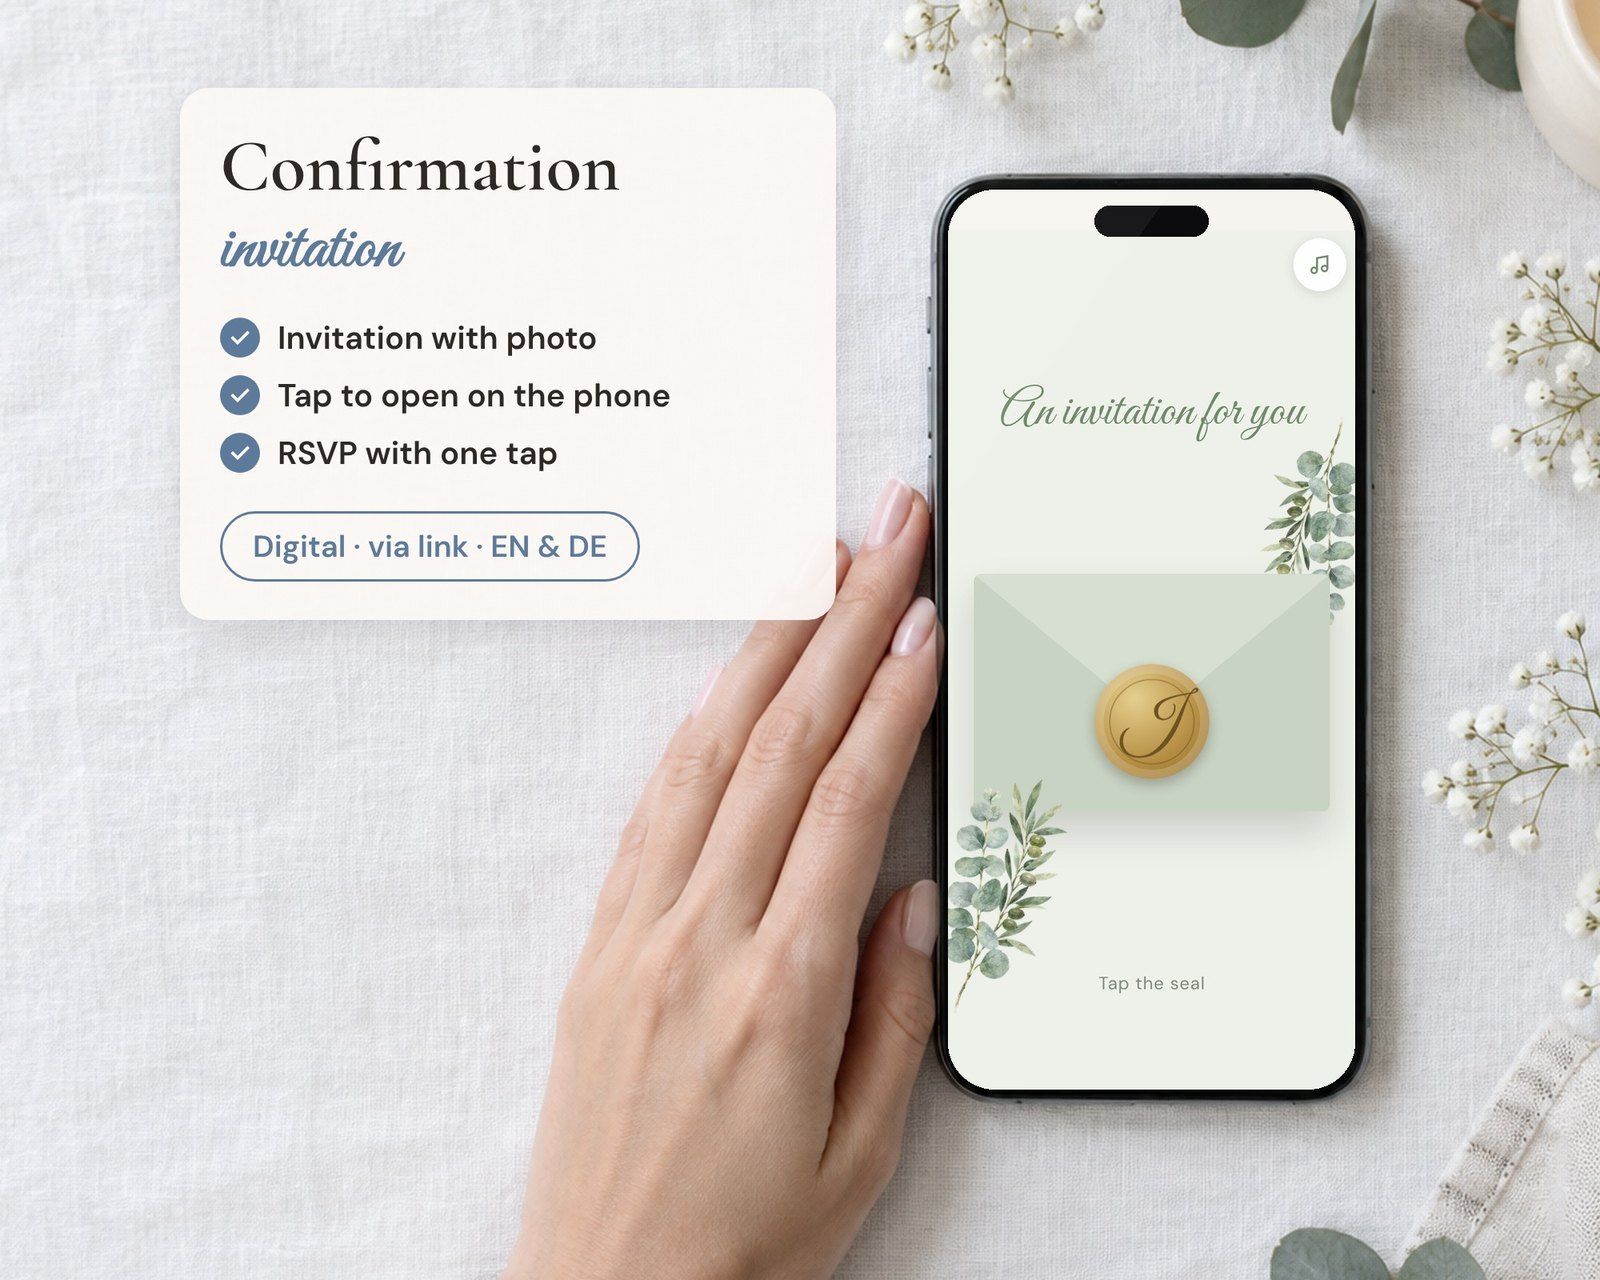 Confirmation
invitation
Invitation with photo
Tap to open on the phone
RSVP with one tap
Digital · via link · EN & DE
An invitation for you
J
Tap the seal